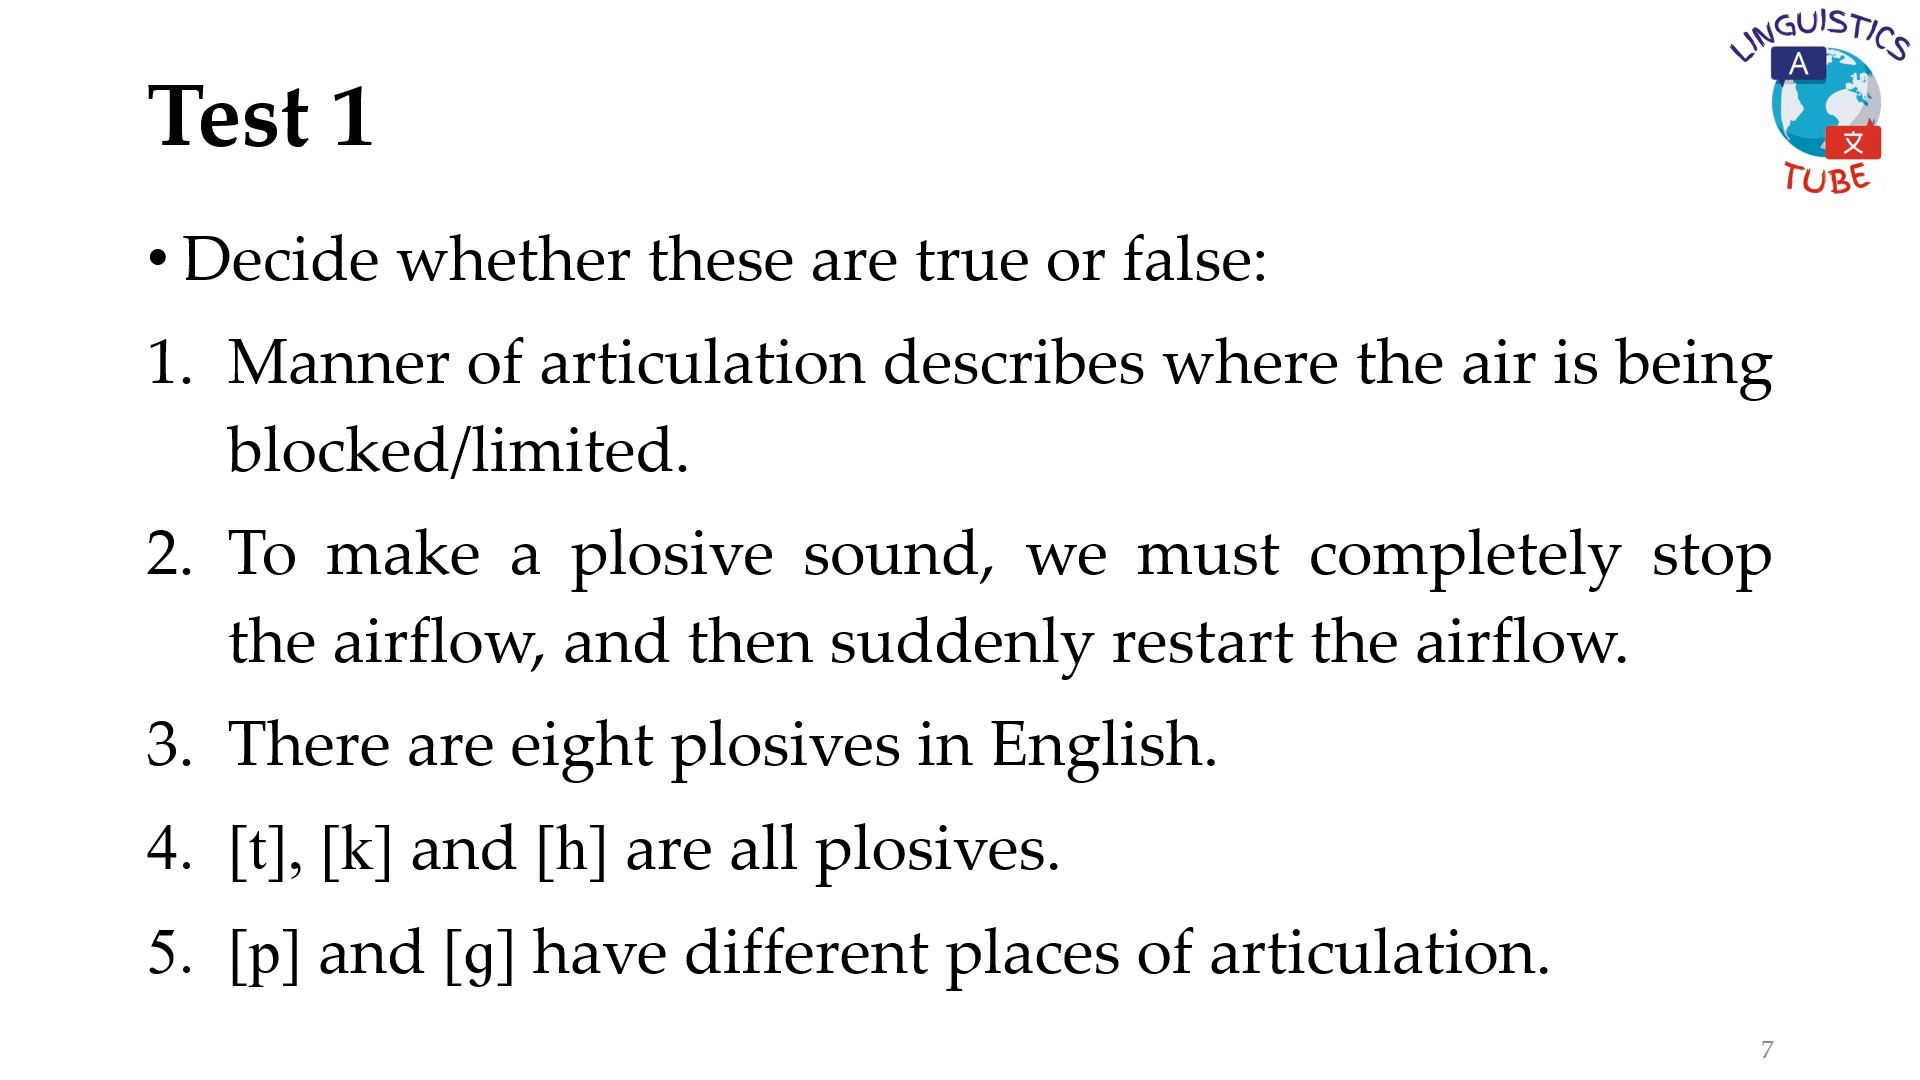 LINGUISTICS
A
文
TUBE
Test 1
• Decide whether these are true or false:
1. Manner of articulation describes where the air is being
blocked/limited.
2. To make a plosive sound, we must completely stop
the airflow, and then suddenly restart the airflow.
3. There are eight plosives in English.
4. [t], [k] and [h] are all plosives.
5. [p] and [ɡ] have different places of articulation.
7